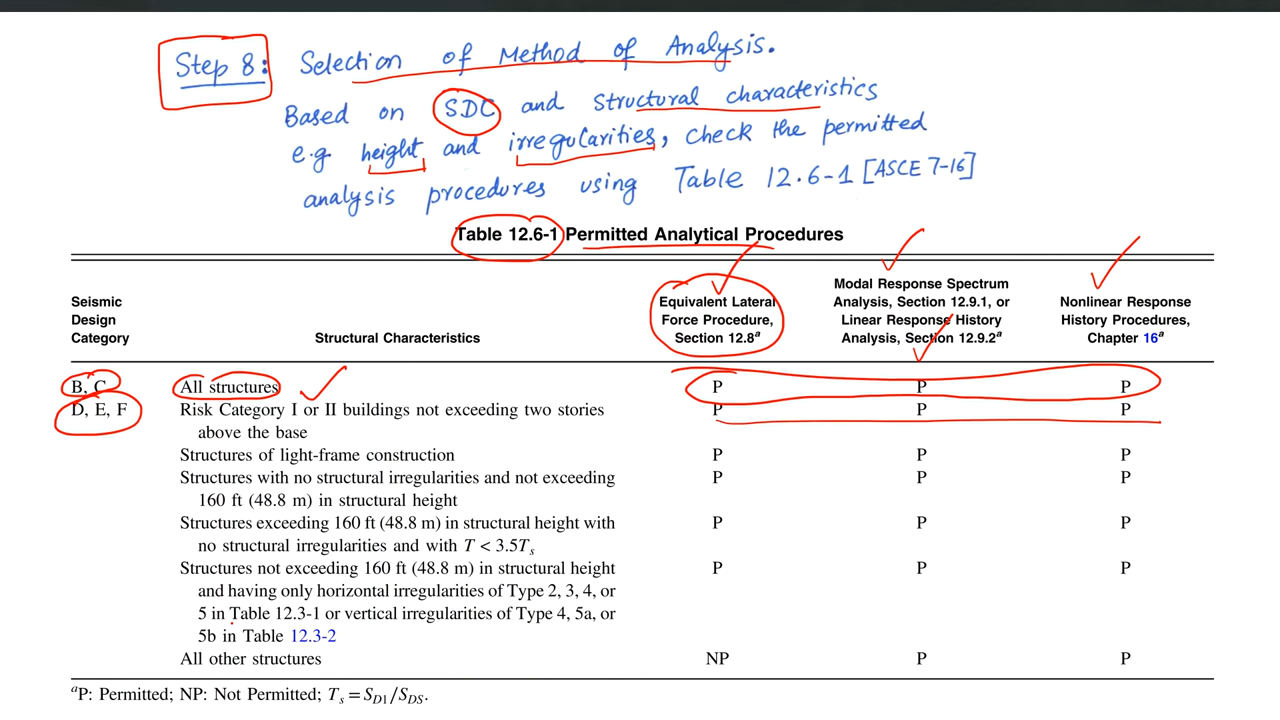 Step 8: Selection of Method of Analysis.
Based on SDC and structural characteristics
e.g height and irregularities, check the permitted
analysis procedures using Table 12.6-1 [ASCE 7-16]
Table 12.6-1 Permitted Analytical Procedures
Seismic
Design
Category
Structural Characteristics
Equivalent Lateral
Force Procedure,
Section 12.8ᵃ
Modal Response Spectrum
Analysis, Section 12.9.1, or
Linear Response History
Analysis, Section 12.9.2ᵃ
Nonlinear Response
History Procedures,
Chapter 16ᵃ
B, C All structures P P P
D, E, F Risk Category I or II buildings not exceeding two stories P P P
above the base
Structures of light-frame construction P P P
Structures with no structural irregularities and not exceeding P P P
160 ft (48.8 m) in structural height
Structures exceeding 160 ft (48.8 m) in structural height with P P P
no structural irregularities and with T < 3.5Tₛ
Structures not exceeding 160 ft (48.8 m) in structural height P P P
and having only horizontal irregularities of Type 2, 3, 4, or
5 in Table 12.3-1 or vertical irregularities of Type 4, 5a, or
5b in Table 12.3-2
All other structures NP P P
ᵃP: Permitted; NP: Not Permitted; Tₛ = S_D1/S_DS.